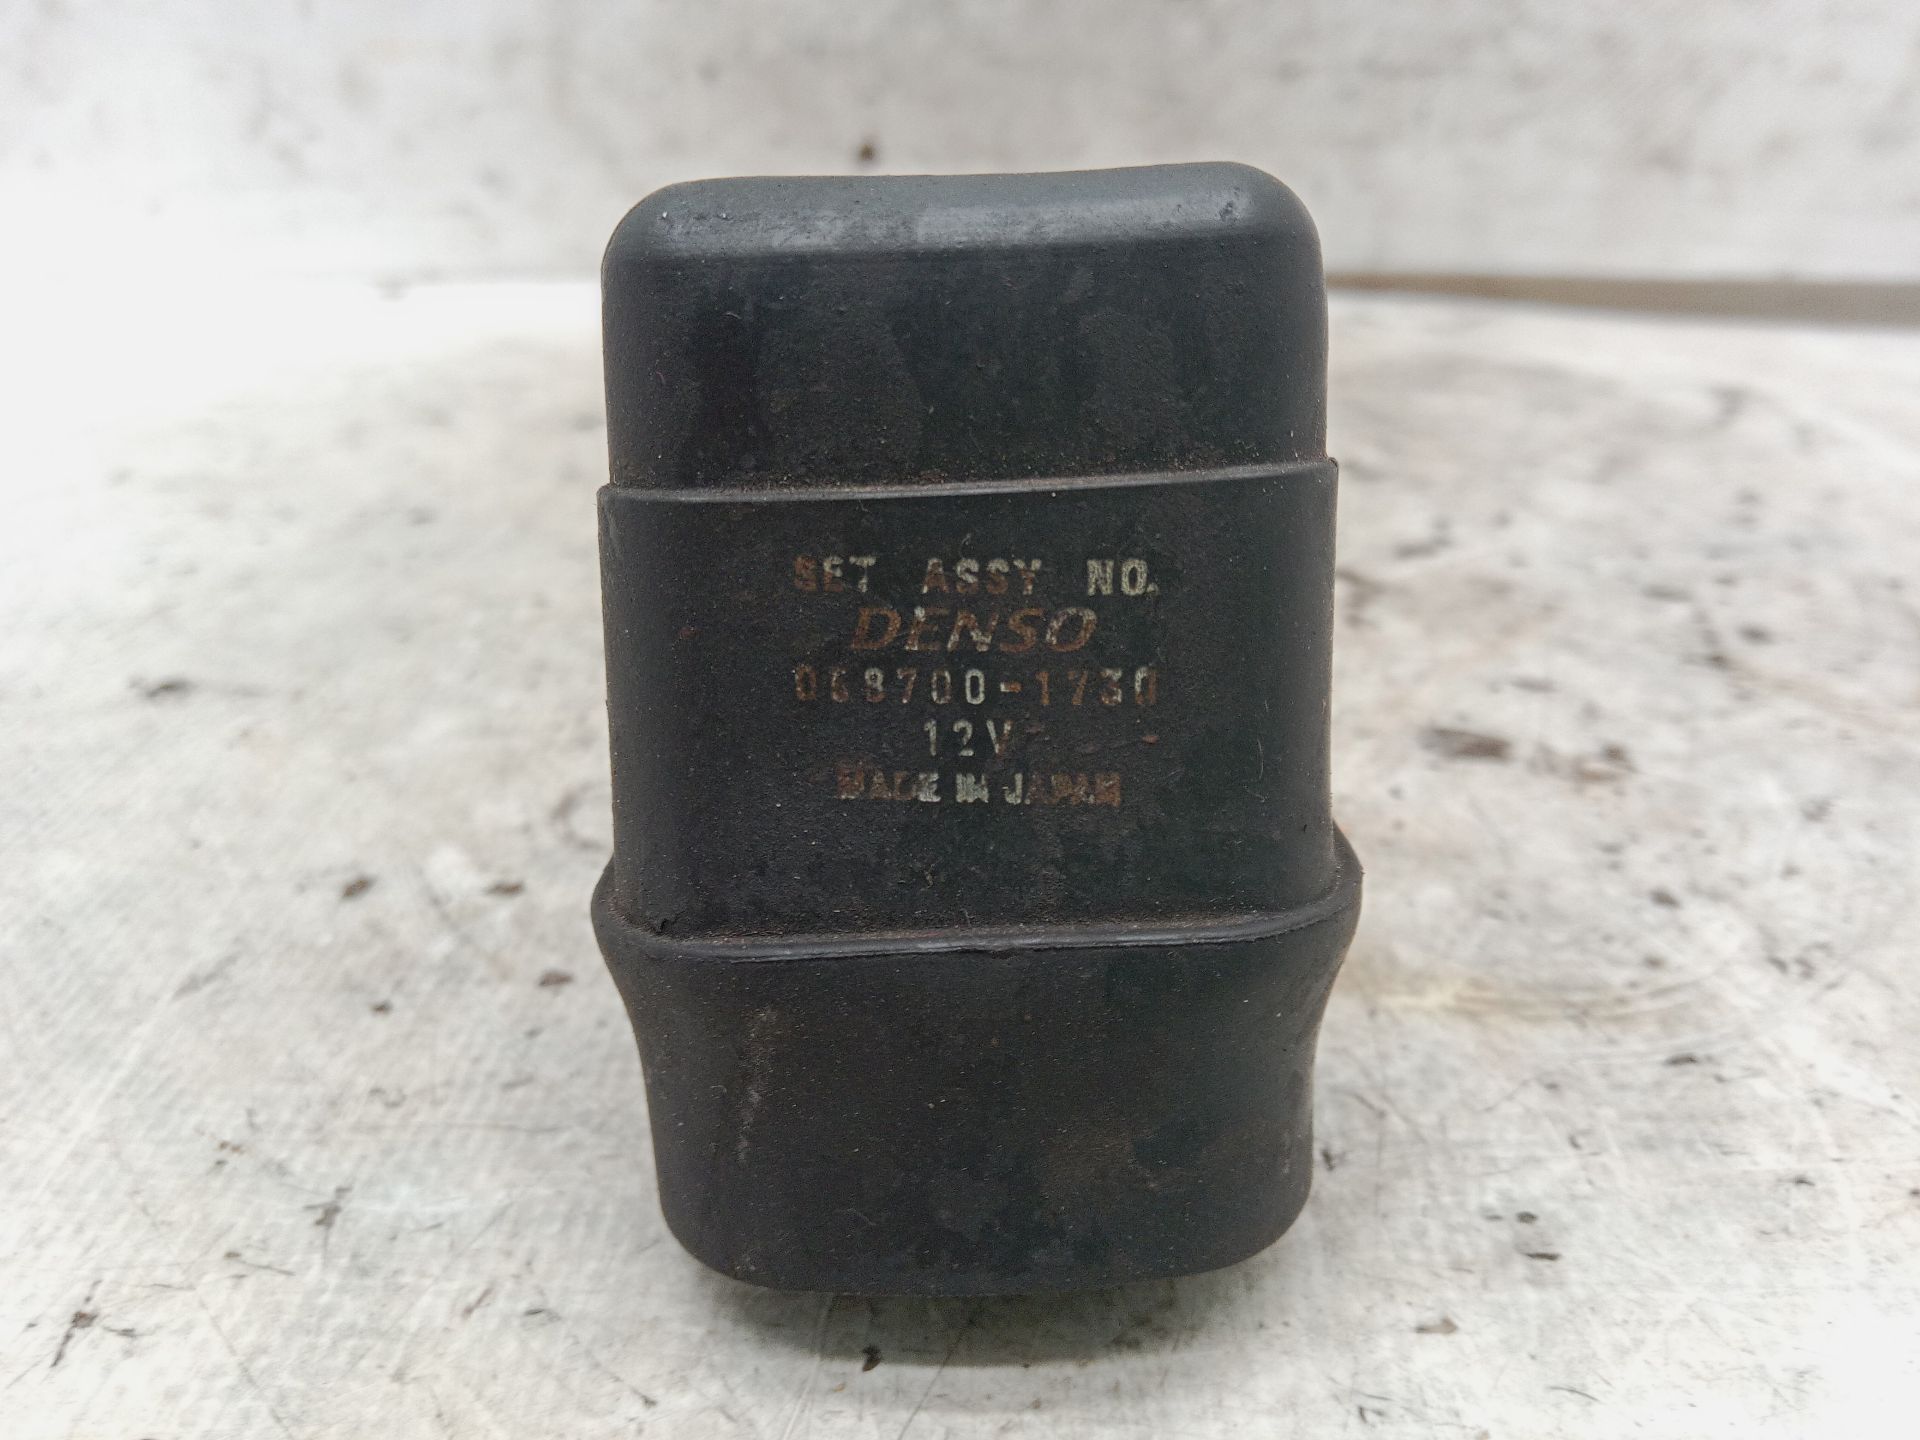 SET ASSY NO.
DENSO
068700-1730
12V
MADE IN JAPAN